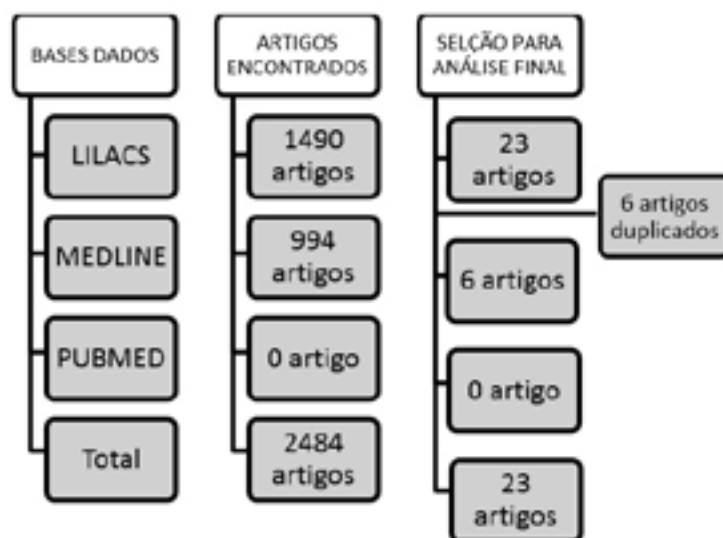 BASES DADOS
LILACS
MEDLINE
PUBMED
Total
ARTIGOS
ENCONTRADOS
1490
artigos
994
artigos
0 artigo
2484
artigos
SELÇÃO PARA
ANÁLISE FINAL
23
artigos
6 artigos
duplicados
6 artigos
0 artigo
23
artigos